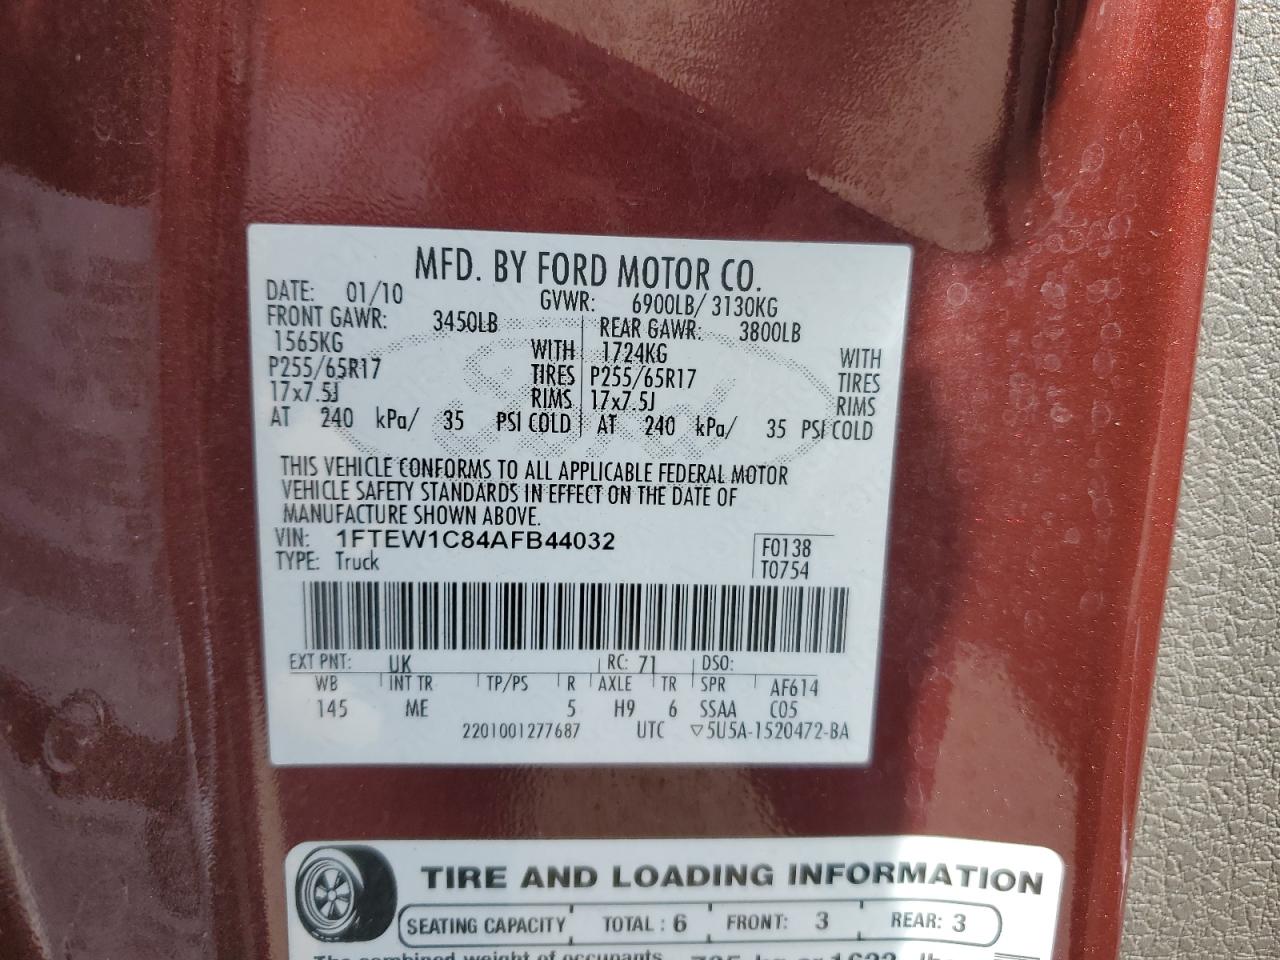 MFD. BY FORD MOTOR CO.
DATE: 01/10 GVWR: 6900LB/ 3130KG
FRONT GAWR: 3450LB REAR GAWR: 3800LB
1565KG WITH 1724KG WITH
P255/65R17 TIRES P255/65R17 TIRES
17x7.5J RIMS 17x7.5J RIMS
AT 240 kPa/ 35 PSI COLD AT 240 kPa/ 35 PSI COLD
THIS VEHICLE CONFORMS TO ALL APPLICABLE FEDERAL MOTOR
VEHICLE SAFETY STANDARDS IN EFFECT ON THE DATE OF
MANUFACTURE SHOWN ABOVE.
VIN: 1FTEW1C84AFB44032 F0138
TYPE: Truck T0754
EXT PNT: UK RC: 71 DSO:
WB INT TR TP/PS R AXLE TR SPR AF614
145 ME 5 H9 6 SSAA C05
2201001277687 UTC ▽5U5A-1520472-BA
TIRE AND LOADING INFORMATION
SEATING CAPACITY TOTAL : 6 FRONT: 3 REAR: 3
The combined weight of occupants